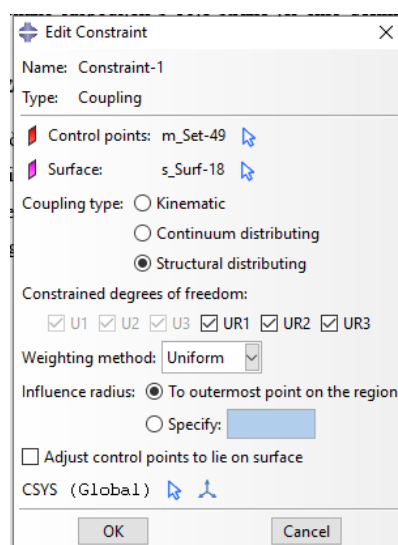 Edit Constraint
Name: Constraint-1
Type: Coupling
Control points: m_Set-49
Surface: s_Surf-18
Coupling type: Kinematic
Continuum distributing
Structural distributing
Constrained degrees of freedom:
U1 U2 U3 UR1 UR2 UR3
Weighting method: Uniform
Influence radius: To outermost point on the region
Specify:
Adjust control points to lie on surface
CSYS (Global)
OK Cancel